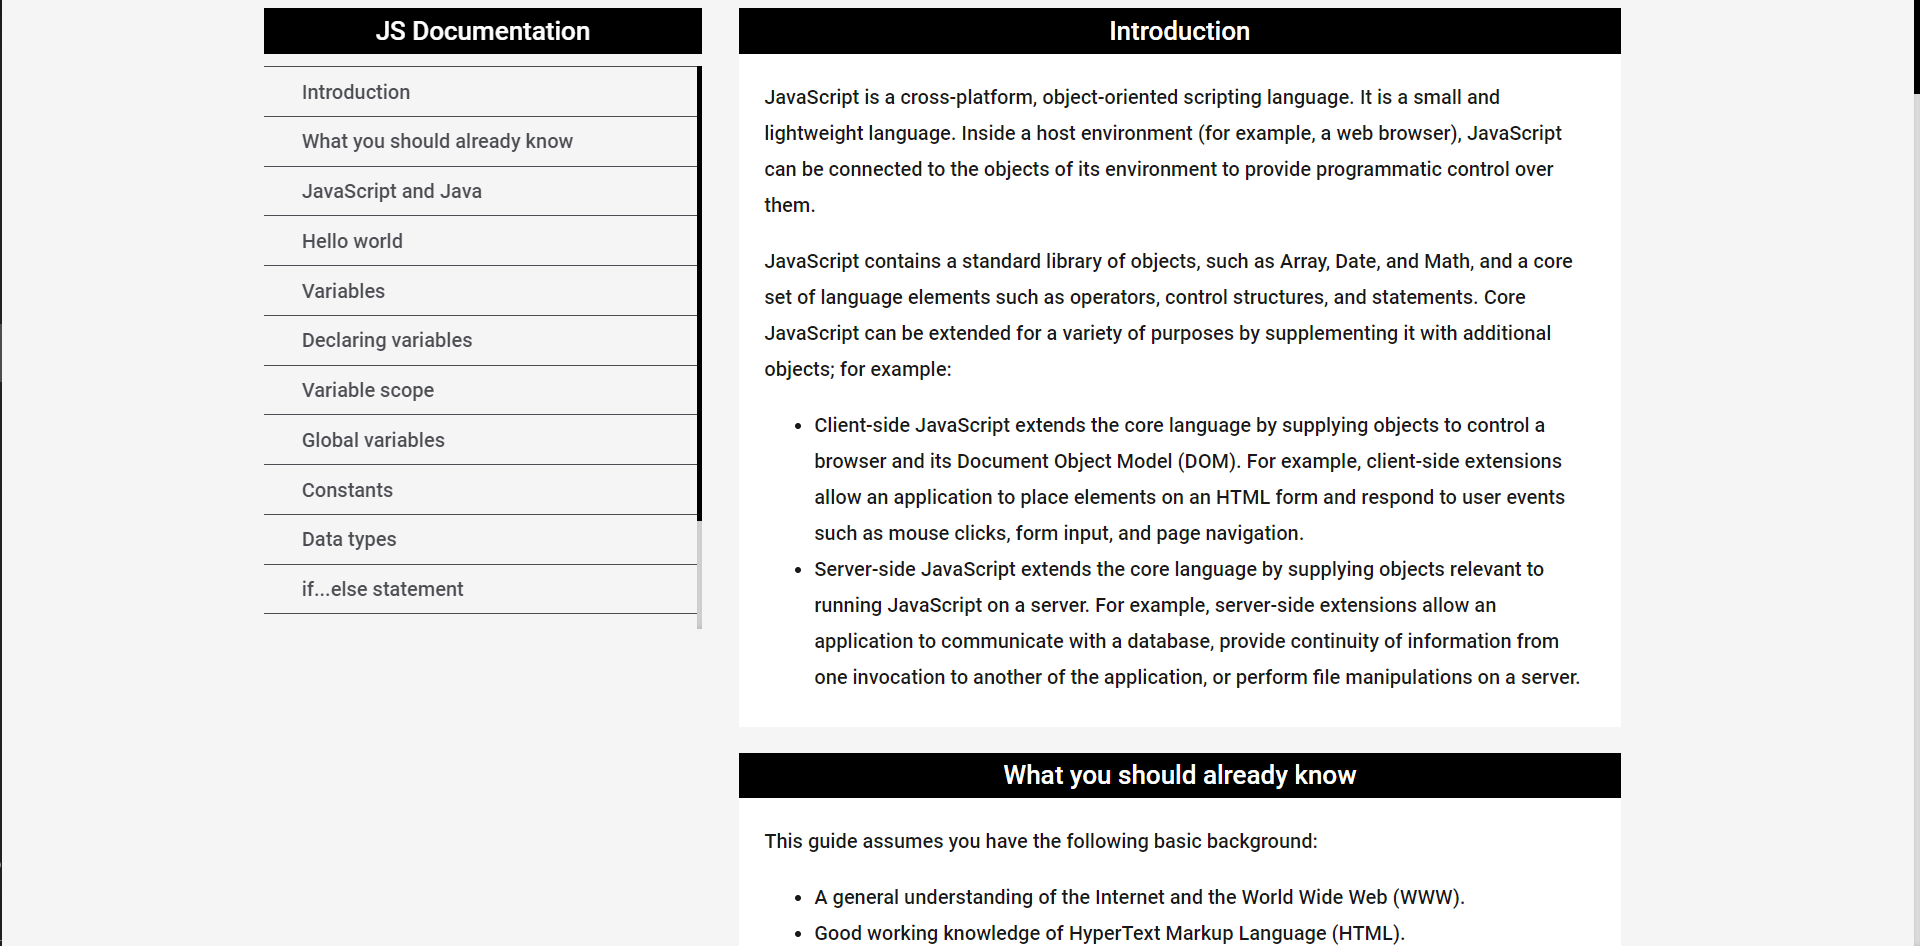 JS Documentation
Introduction
What you should already know
JavaScript and Java
Hello world
Variables
Declaring variables
Variable scope
Global variables
Constants
Data types
if...else statement
Introduction
JavaScript is a cross-platform, object-oriented scripting language. It is a small and
lightweight language. Inside a host environment (for example, a web browser), JavaScript
can be connected to the objects of its environment to provide programmatic control over
them.
JavaScript contains a standard library of objects, such as Array, Date, and Math, and a core
set of language elements such as operators, control structures, and statements. Core
JavaScript can be extended for a variety of purposes by supplementing it with additional
objects; for example:
• Client-side JavaScript extends the core language by supplying objects to control a
browser and its Document Object Model (DOM). For example, client-side extensions
allow an application to place elements on an HTML form and respond to user events
such as mouse clicks, form input, and page navigation.
• Server-side JavaScript extends the core language by supplying objects relevant to
running JavaScript on a server. For example, server-side extensions allow an
application to communicate with a database, provide continuity of information from
one invocation to another of the application, or perform file manipulations on a server.
What you should already know
This guide assumes you have the following basic background:
• A general understanding of the Internet and the World Wide Web (WWW).
• Good working knowledge of HyperText Markup Language (HTML).